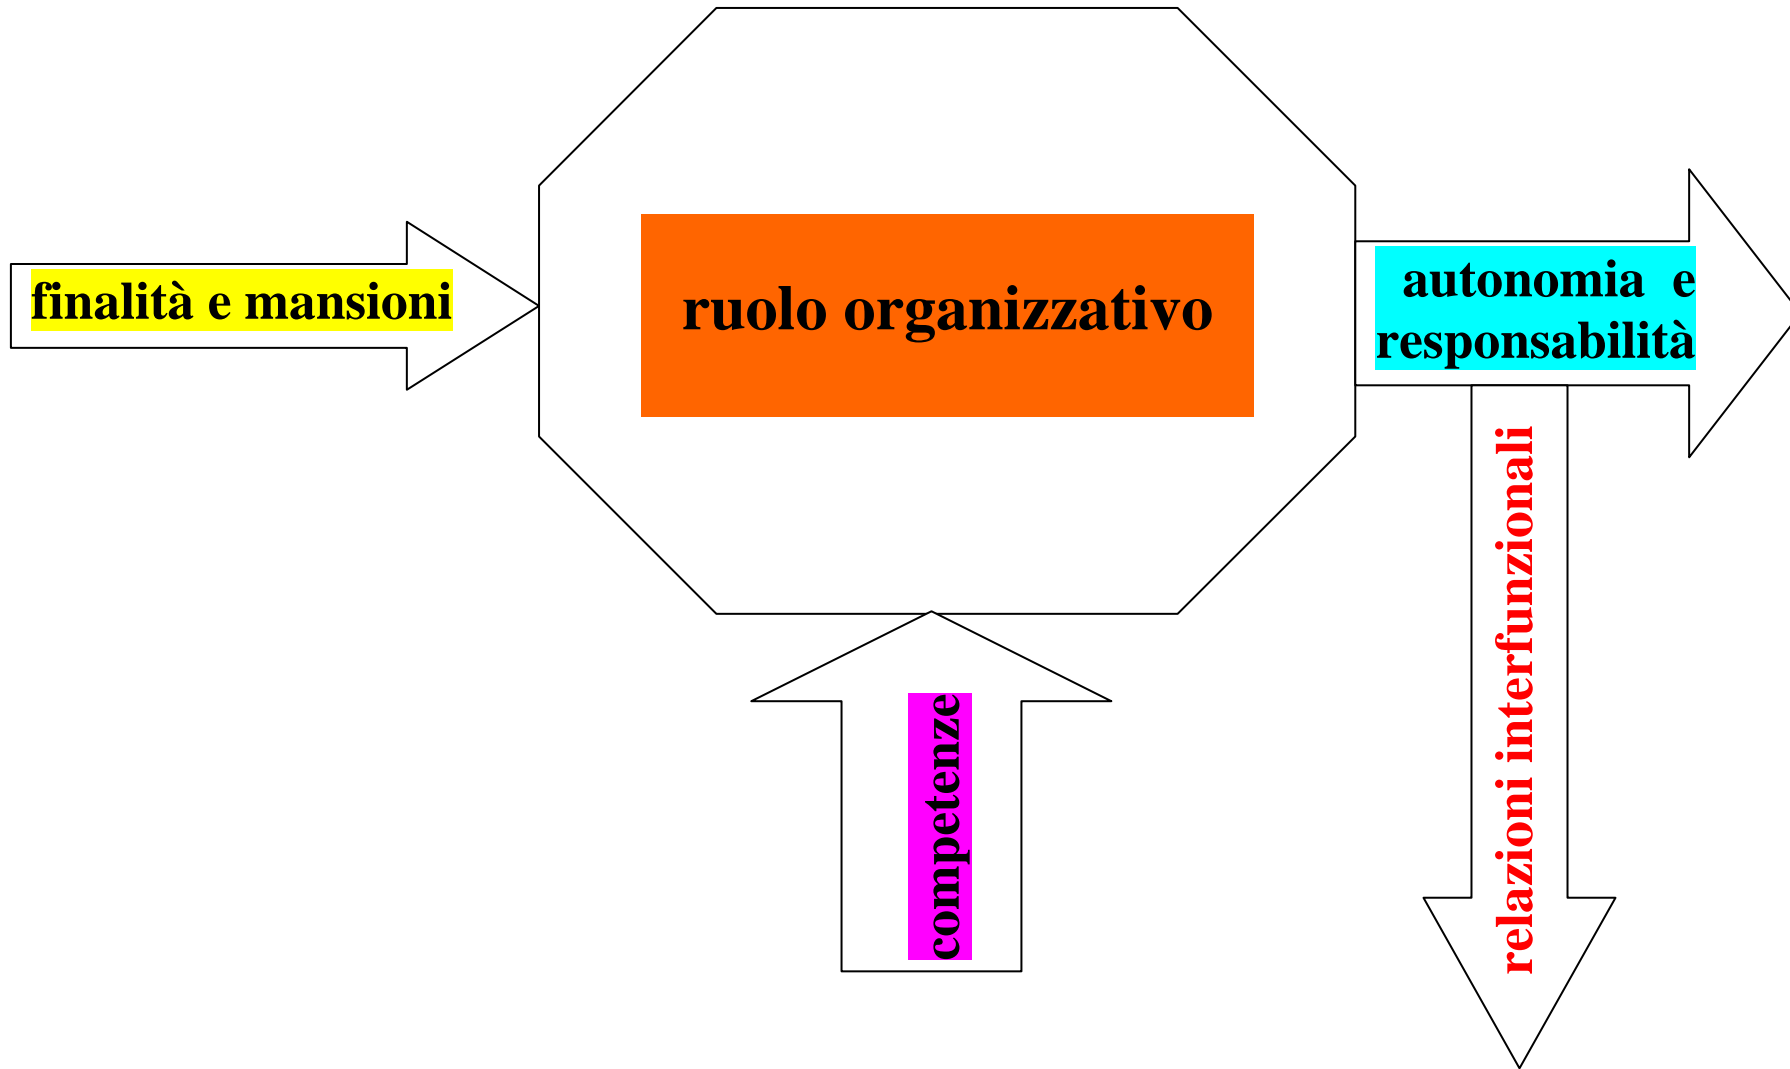 finalità e mansioni
ruolo organizzativo
autonomia e
responsabilità
competenze
relazioni interfunzionali